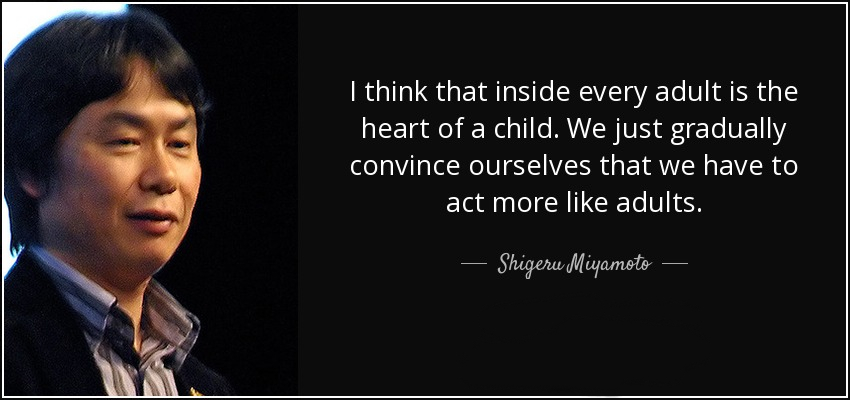 I think that inside every adult is the
heart of a child. We just gradually
convince ourselves that we have to
act more like adults.
Shigeru Miyamoto